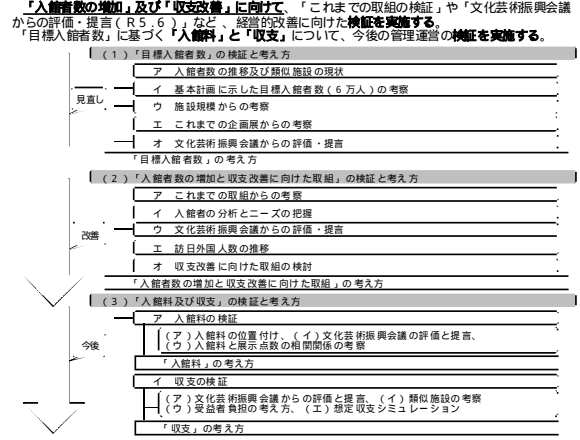 「入館者数の増加」及び「収支改善」に向けて、「これまでの取組の検証」や「文化芸術振興会議
からの評価・提言(R5.6)」など、経営的改善に向けた検証を実施する。
「目標入館者数」に基づく「入館料」と「収支」について、今後の管理運営の検証を実施する。
(1)「目標入館者数」の検証と考え方
ア 入館者数の推移及び類似施設の現状
イ 基本計画に示した目標入館者数(6万人)の考察
見直し
ウ 施設規模からの考察
エ これまでの企画展からの考察
オ 文化芸術振興会議からの評価・提言
「目標入館者数」の考え方
(2)「入館者数の増加と収支改善に向けた取組」の検証と考え方
ア これまでの取組からの考察
イ 入館者の分析とニーズの把握
改善
ウ 文化芸術振興会議からの評価・提言
エ 訪日外国人数の推移
オ 収支改善に向けた取組の検討
「入館者数の増加と収支改善に向けた取組」の考え方
(3)「入館料及び収支」の検証と考え方
ア 入館料の検証
(ア)入館料の位置付け、(イ)文化芸術振興会議の評価と提言、
(ウ)入館料と展示点数の相関関係の考察
今後
「入館料」の考え方
イ 収支の検証
(ア)文化芸術振興会議からの評価と提言、(イ)類似施設の考察
(ウ)受益者負担の考え方、(エ)想定収支シミュレーション
「収支」の考え方